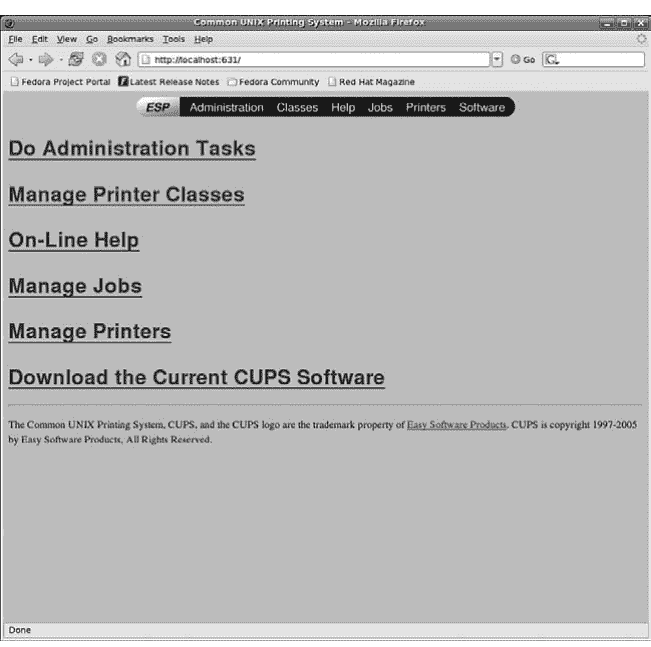 Common UNIX Printing System - Mozilla Firefox
File Edit View Go Bookmarks Tools Help
http://localhost:631/ Go G
Fedora Project Portal Latest Release Notes Fedora Community Red Hat Magazine
ESP Administration Classes Help Jobs Printers Software
Do Administration Tasks
Manage Printer Classes
On-Line Help
Manage Jobs
Manage Printers
Download the Current CUPS Software
The Common UNIX Printing System, CUPS, and the CUPS logo are the trademark property of Easy Software Products. CUPS is copyright 1997-2005
by Easy Software Products, All Rights Reserved.
Done